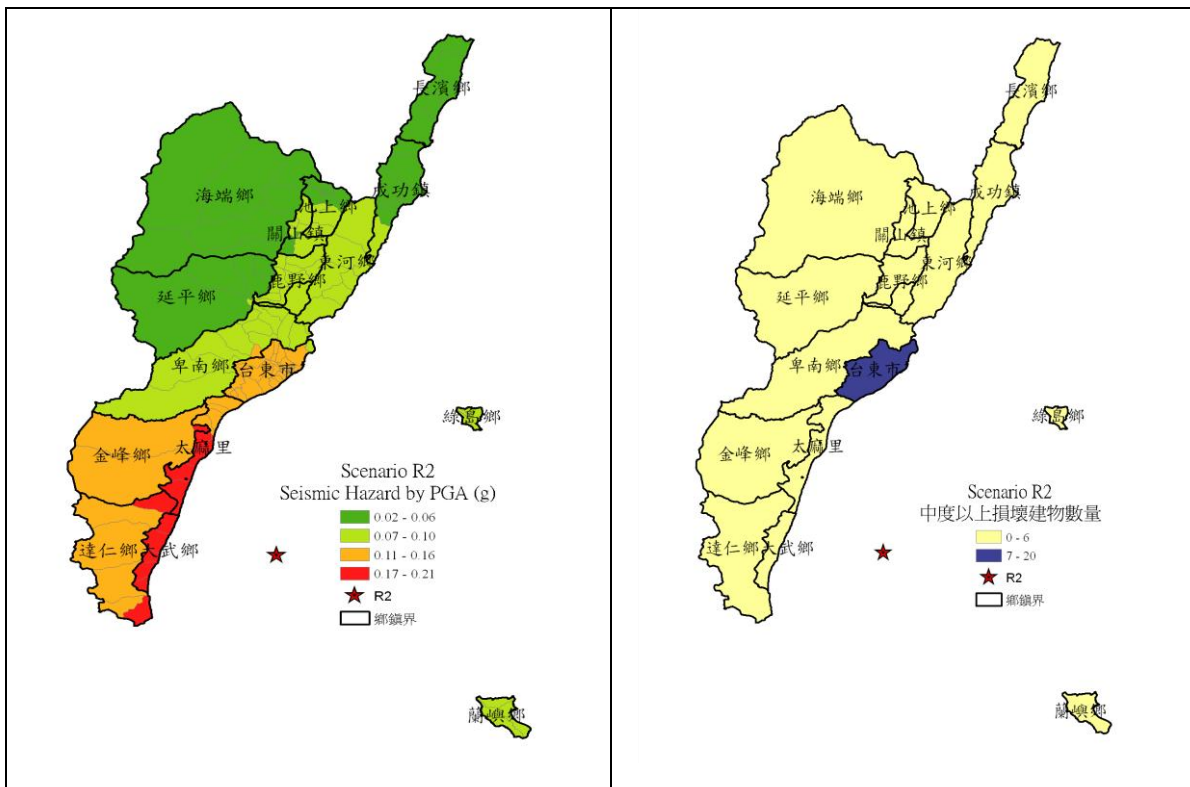 長濱鄉
成功鎮
海端鄉
池上鄉
關山鎮
東河鄉
鹿野鄉
延平鄉
卑南鄉
台東市
綠島鄉
金峰鄉
太麻里
達仁鄉
大武鄉
蘭嶼鄉
Scenario R2
Seismic Hazard by PGA (g)
0.02 - 0.06
0.07 - 0.10
0.11 - 0.16
0.17 - 0.21
R2
鄉鎮界
長濱鄉
成功鎮
海端鄉
池上鄉
關山鎮
東河鄉
鹿野鄉
延平鄉
卑南鄉
台東市
綠島鄉
金峰鄉
太麻里
達仁鄉
大武鄉
蘭嶼鄉
Scenario R2
中度以上損壞建物數量
0 - 6
7 - 20
R2
鄉鎮界